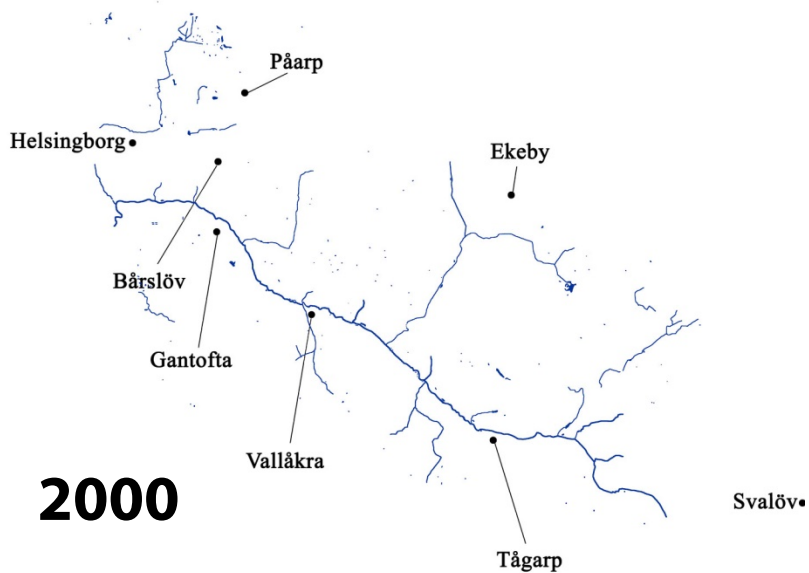 Påarp
Helsingborg
Ekeby
Bårslöv
Gantofta
Vallåkra
2000
Svalöv
Tågarp